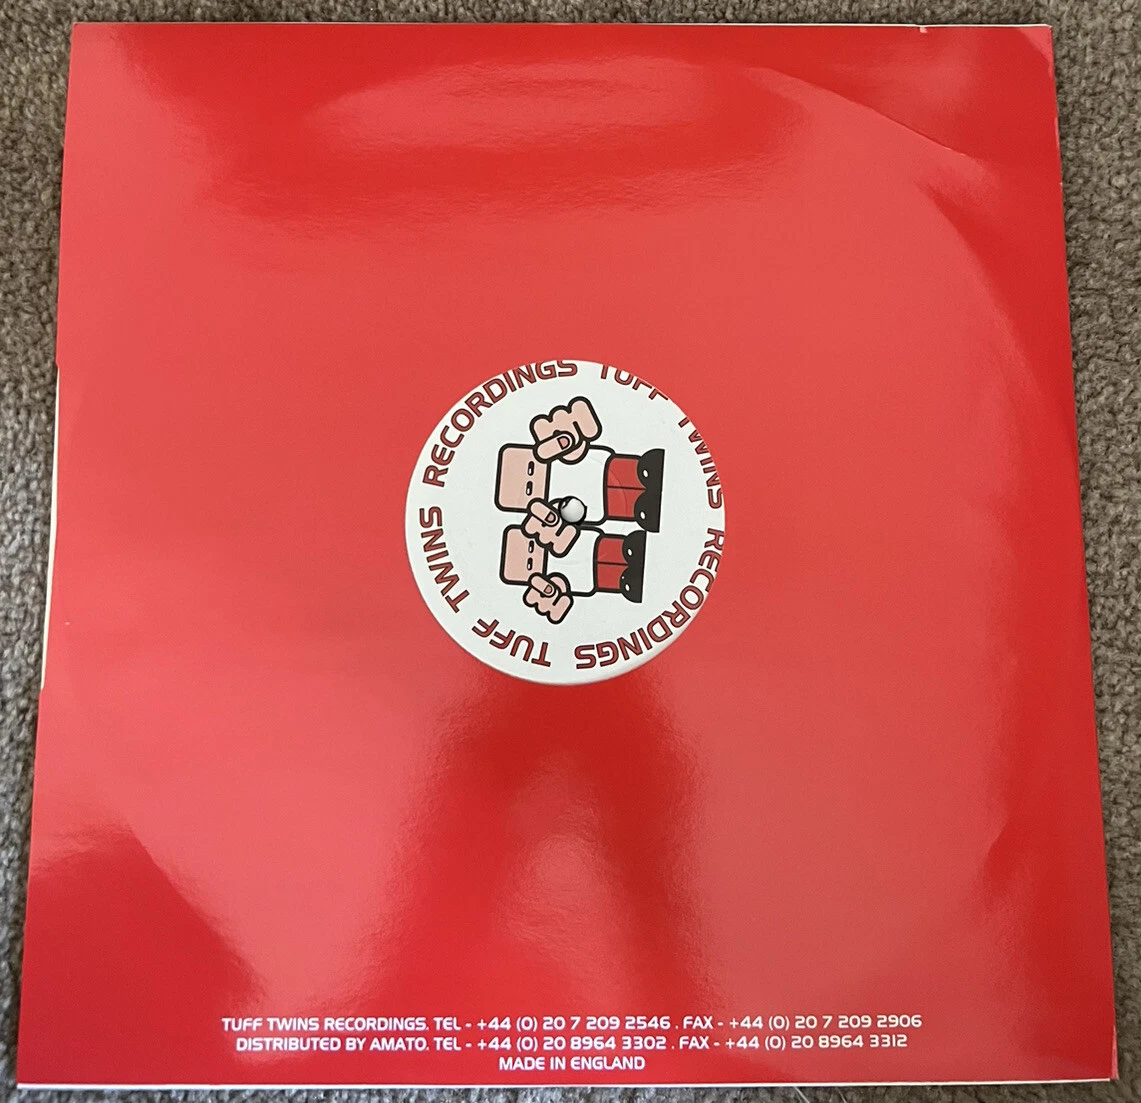 TUFF TWINS RECORDINGS TUFF TWINS RECORDINGS
TUFF TWINS RECORDINGS. TEL - +44 (0) 20 7 209 2546 . FAX - +44 (0) 20 7 209 2906
DISTRIBUTED BY AMATO. TEL - +44 (0) 20 8964 3302 . FAX - +44 (0) 20 8964 3312
MADE IN ENGLAND